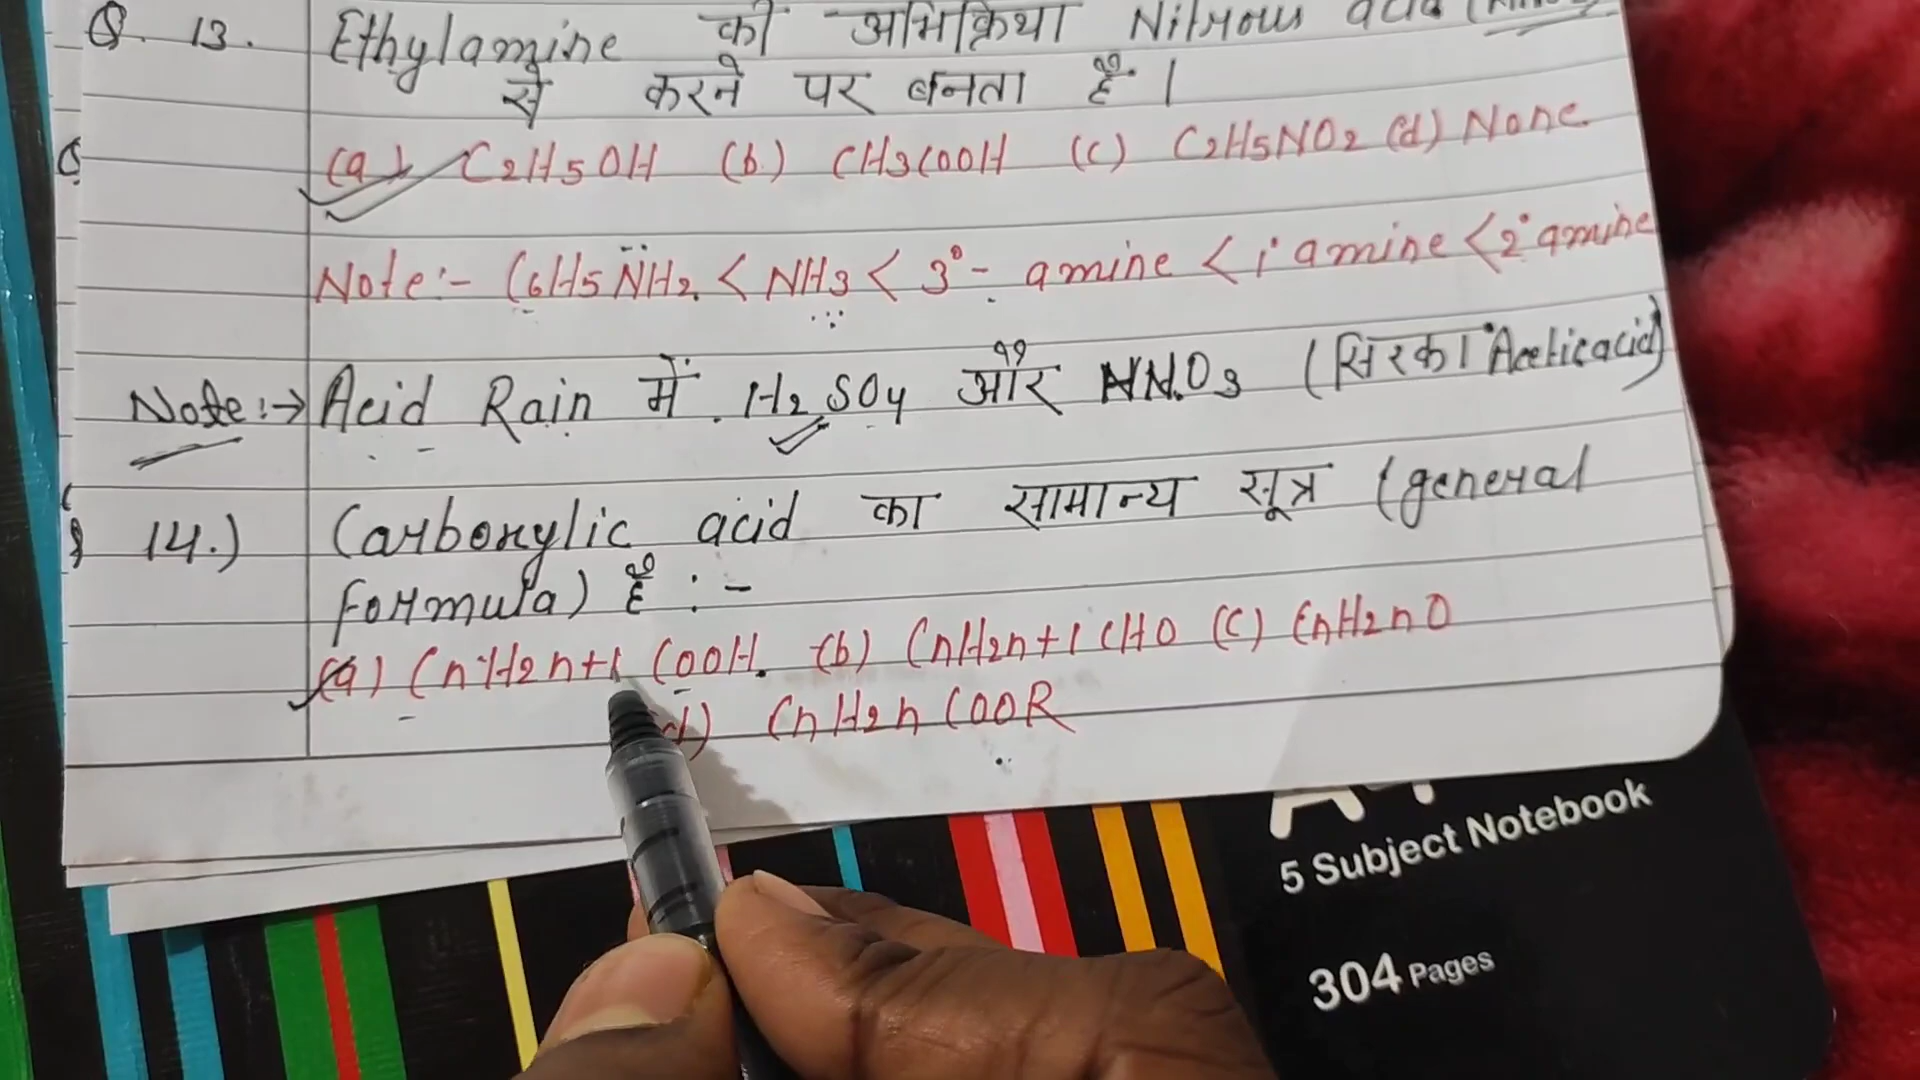 Q. 13. Ethylamine की अभिक्रिया Nitrous acid
से करने पर बनता है।
(a) C2H5OH (b) CH3COOH (c) C2H5NO2 (d) None
Note:- C6H5NH2 < NH3 < 3°- amine < 1° amine < 2° amine
Note:→ Acid Rain में H2SO4 और HNO3 (सिरका Aceticacid)
14.) Carboxylic acid का सामान्य सूत्र (general
formula) है :-
(a) CnH2n+1 COOH. (b) CnH2n+1 CHO (c) CnH2nO
d) CnH2n COOR
5 Subject Notebook
304 Pages